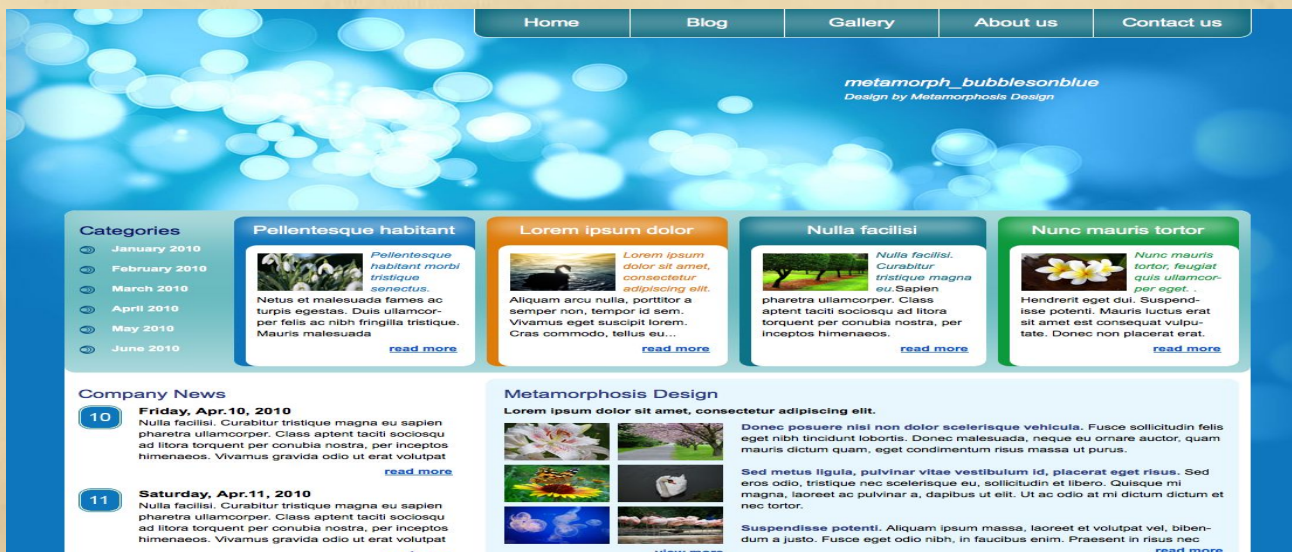 Home Blog Gallery About us Contact us
metamorph_bubblesonblue
Design by Metamorphosis Design
Categories
January 2010
February 2010
March 2010
April 2010
May 2010
June 2010
Pellentesque habitant
Pellentesque
habitant morbi
tristique
senectus.
Netus et malesuada fames ac
turpis egestas. Duis ullamcor-
per felis ac nibh fringilla tristique.
Mauris malesuada
read more
Lorem ipsum dolor
Lorem ipsum
dolor sit amet,
consectetur
adipiscing elit.
Aliquam arcu nulla, porttitor a
semper non, tempor id sem.
Vivamus eget suscipit lorem.
Cras commodo, tellus eu...
read more
Nulla facilisi
Nulla facilisi.
Curabitur
tristique magna
eu.Sapien
pharetra ullamcorper. Class
aptent taciti sociosqu ad litora
torquent per conubia nostra, per
inceptos himenaeos.
read more
Nunc mauris tortor
Nunc mauris
tortor, feugiat
quis ullamcor-
per eget. .
Hendrerit eget dui. Suspend-
isse potenti. Mauris luctus erat
sit amet est consequat vulpu-
tate. Donec non placerat erat.
read more
Company News
10
Friday, Apr.10, 2010
Nulla facilisi. Curabitur tristique magna eu sapien
pharetra ullamcorper. Class aptent taciti sociosqu
ad litora torquent per conubia nostra, per inceptos
himenaeos. Vivamus gravida odio ut erat volutpat
read more
11
Saturday, Apr.11, 2010
Nulla facilisi. Curabitur tristique magna eu sapien
pharetra ullamcorper. Class aptent taciti sociosqu
ad litora torquent per conubia nostra, per inceptos
himenaeos. Vivamus gravida odio ut erat volutpat
Metamorphosis Design
Lorem ipsum dolor sit amet, consectetur adipiscing elit.
Donec posuere nisi non dolor scelerisque vehicula. Fusce sollicitudin felis
eget nibh tincidunt lobortis. Donec malesuada, neque eu ornare auctor, quam
mauris dictum quam, eget condimentum risus massa ut purus.
Sed metus ligula, pulvinar vitae vestibulum id, placerat eget risus. Sed
eros odio, tristique nec scelerisque eu, sollicitudin et libero. Quisque mi
magna, laoreet ac pulvinar a, dapibus ut elit. Ut ac odio at mi dictum dictum et
nec tortor.
Suspendisse potenti. Aliquam ipsum massa, laoreet et volutpat vel, biben-
dum a justo. Fusce eget odio nibh, in faucibus enim. Praesent in risus nec
view more
read more